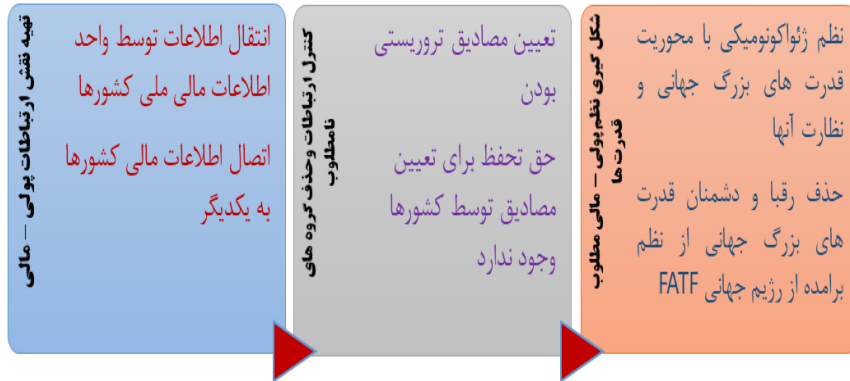 تهیه نقش ارتباطات پولی – مالی
انتقال اطلاعات توسط واحد
اطلاعات مالی ملی کشورها
اتصال اطلاعات مالی کشورها
به یکدیگر
کنترل ارتباطات وحذف گروه های
نامطلوب
تعیین مصادیق تروریستی
بودن
حق تحفظ برای تعیین
مصادیق توسط کشورها
وجود ندارد
شکل گیری نظم پولی – مالی مطلوب
قدرت‌ها
نظم ژئواکونومیکی با محوریت
قدرت های بزرگ جهانی و
نظارت آنها
حذف رقبا و دشمنان قدرت
های بزرگ جهانی از نظم
برامده از رژیم جهانی FATF